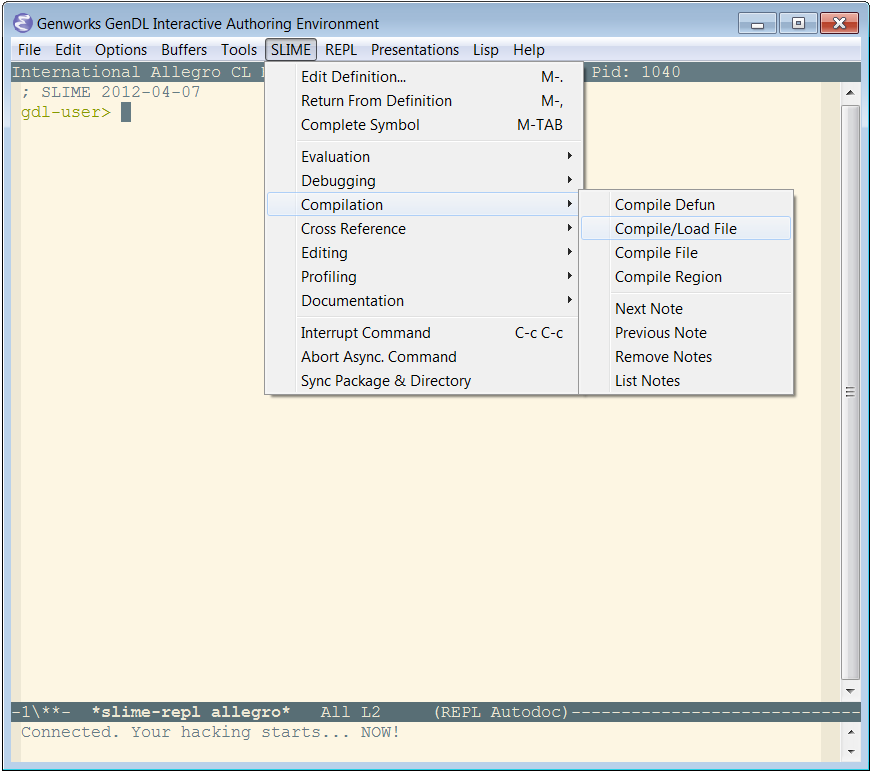 Genworks GenDL Interactive Authoring Environment
File Edit Options Buffers Tools SLIME REPL Presentations Lisp Help
International Allegro CL Pid: 1040
; SLIME 2012-04-07
gdl-user>
Edit Definition... M-.
Return From Definition M-,
Complete Symbol M-TAB
Evaluation
Debugging
Compilation
Cross Reference
Editing
Profiling
Documentation
Interrupt Command C-c C-c
Abort Async. Command
Sync Package & Directory
Compile Defun
Compile/Load File
Compile File
Compile Region
Next Note
Previous Note
Remove Notes
List Notes
-1\**- *slime-repl allegro* All L2 (REPL Autodoc)-----------------------------
Connected. Your hacking starts... NOW!